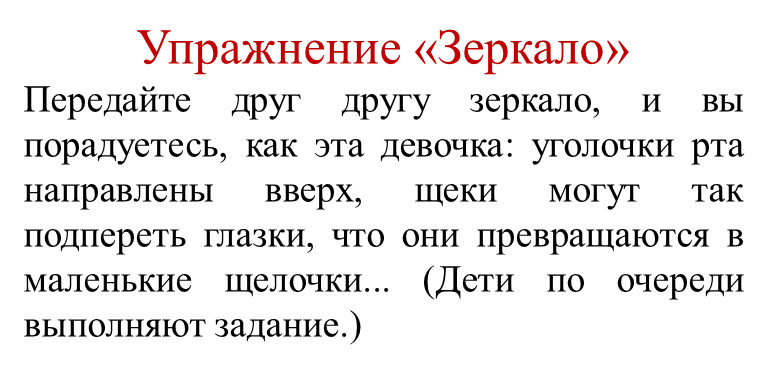 Упражнение «Зеркало»
Передайте друг другу зеркало, и вы
порадуетесь, как эта девочка: уголочки рта
направлены вверх, щеки могут так
подпереть глазки, что они превращаются в
маленькие щелочки... (Дети по очереди
выполняют задание.)